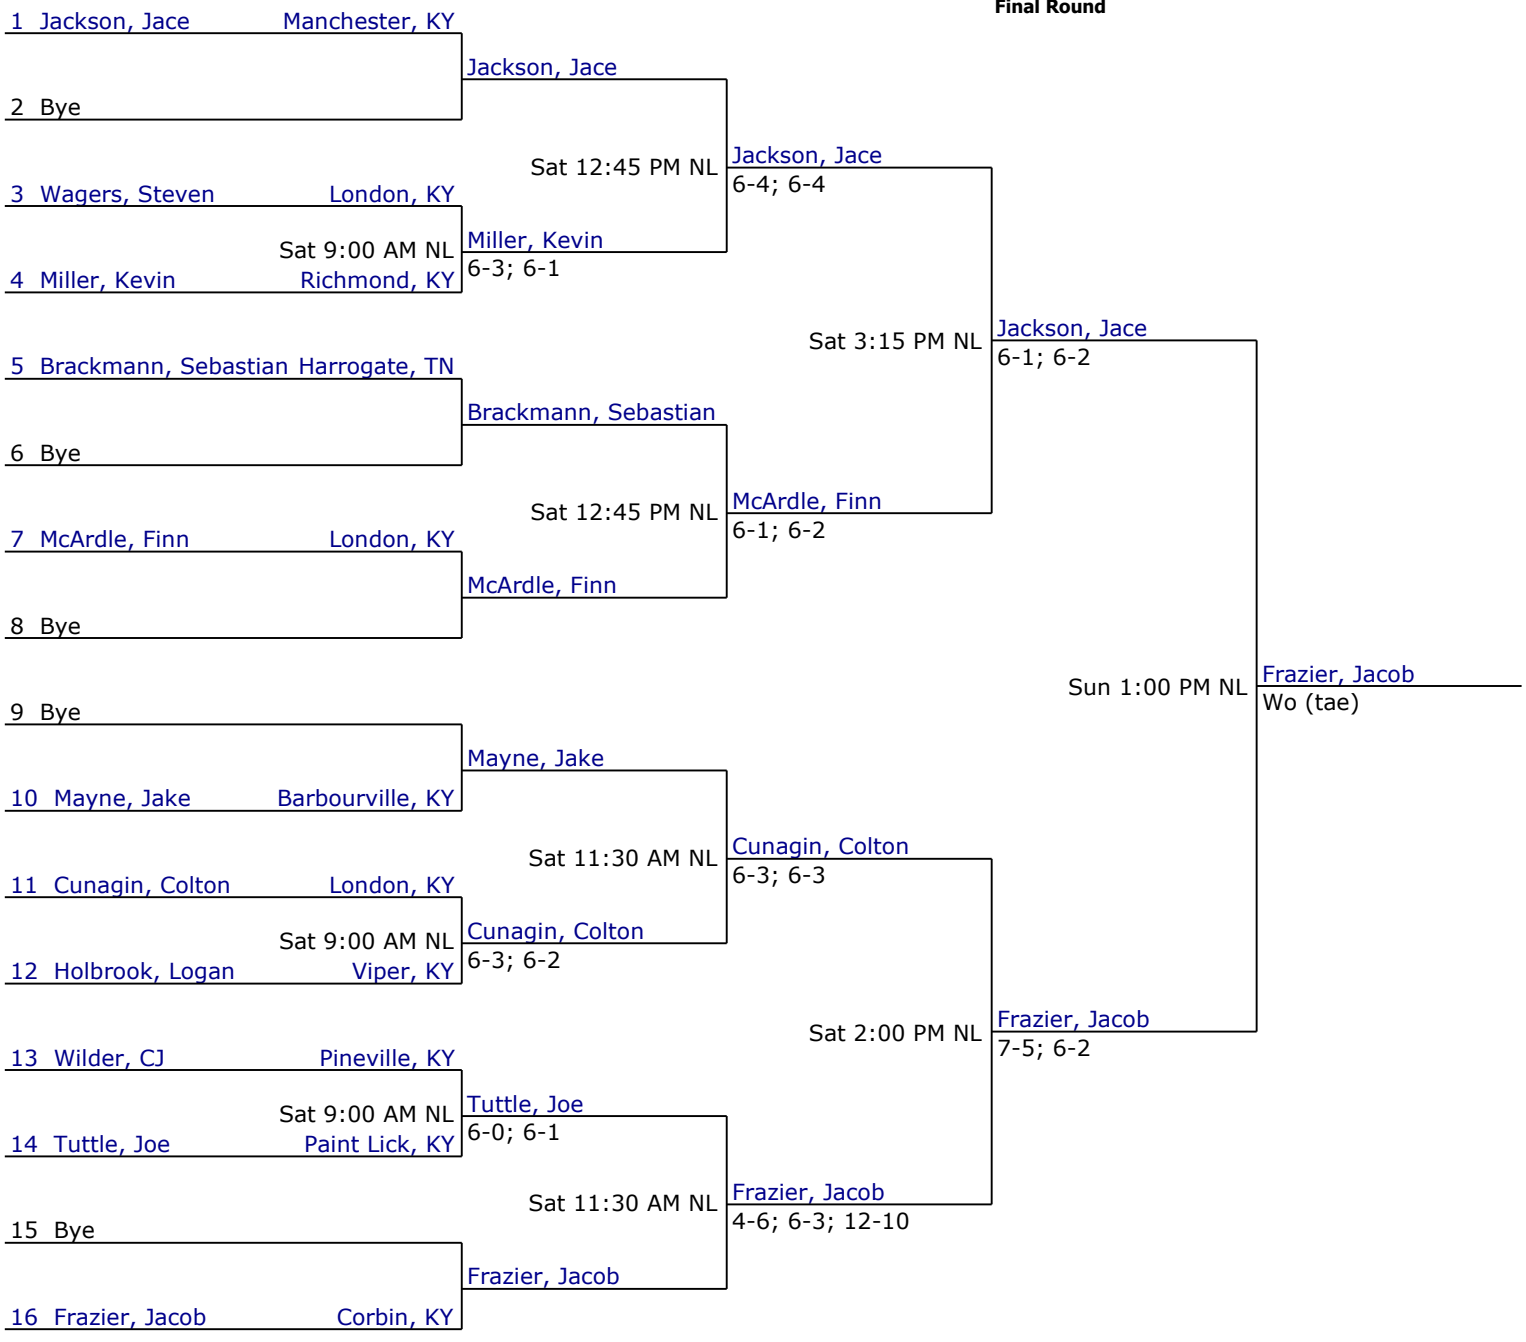 Final Round
1 Jackson, Jace Manchester, KY
Jackson, Jace
2 Bye
Sat 12:45 PM NL
Jackson, Jace
6-4; 6-4
3 Wagers, Steven London, KY
Sat 9:00 AM NL
Miller, Kevin
6-3; 6-1
4 Miller, Kevin Richmond, KY
Sat 3:15 PM NL
Jackson, Jace
6-1; 6-2
5 Brackmann, Sebastian Harrogate, TN
Brackmann, Sebastian
6 Bye
Sat 12:45 PM NL
McArdle, Finn
6-1; 6-2
7 McArdle, Finn London, KY
McArdle, Finn
8 Bye
Sun 1:00 PM NL
Frazier, Jacob
Wo (tae)
9 Bye
Mayne, Jake
10 Mayne, Jake Barbourville, KY
Sat 11:30 AM NL
Cunagin, Colton
6-3; 6-3
11 Cunagin, Colton London, KY
Sat 9:00 AM NL
Cunagin, Colton
6-3; 6-2
12 Holbrook, Logan Viper, KY
Sat 2:00 PM NL
Frazier, Jacob
7-5; 6-2
13 Wilder, CJ Pineville, KY
Sat 9:00 AM NL
Tuttle, Joe
6-0; 6-1
14 Tuttle, Joe Paint Lick, KY
Sat 11:30 AM NL
Frazier, Jacob
4-6; 6-3; 12-10
15 Bye
Frazier, Jacob
16 Frazier, Jacob Corbin, KY